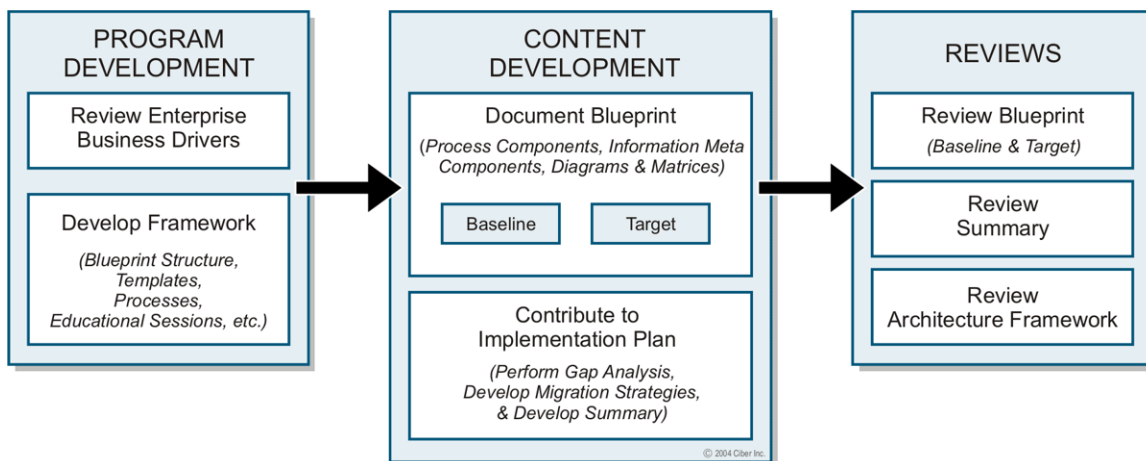 PROGRAM
DEVELOPMENT
Review Enterprise
Business Drivers
Develop Framework
(Blueprint Structure,
Templates,
Processes,
Educational Sessions, etc.)
CONTENT
DEVELOPMENT
Document Blueprint
(Process Components, Information Meta
Components, Diagrams & Matrices)
Baseline
Target
Contribute to
Implementation Plan
(Perform Gap Analysis,
Develop Migration Strategies,
& Develop Summary)
© 2004 Ciber Inc.
REVIEWS
Review Blueprint
(Baseline & Target)
Review
Summary
Review
Architecture Framework